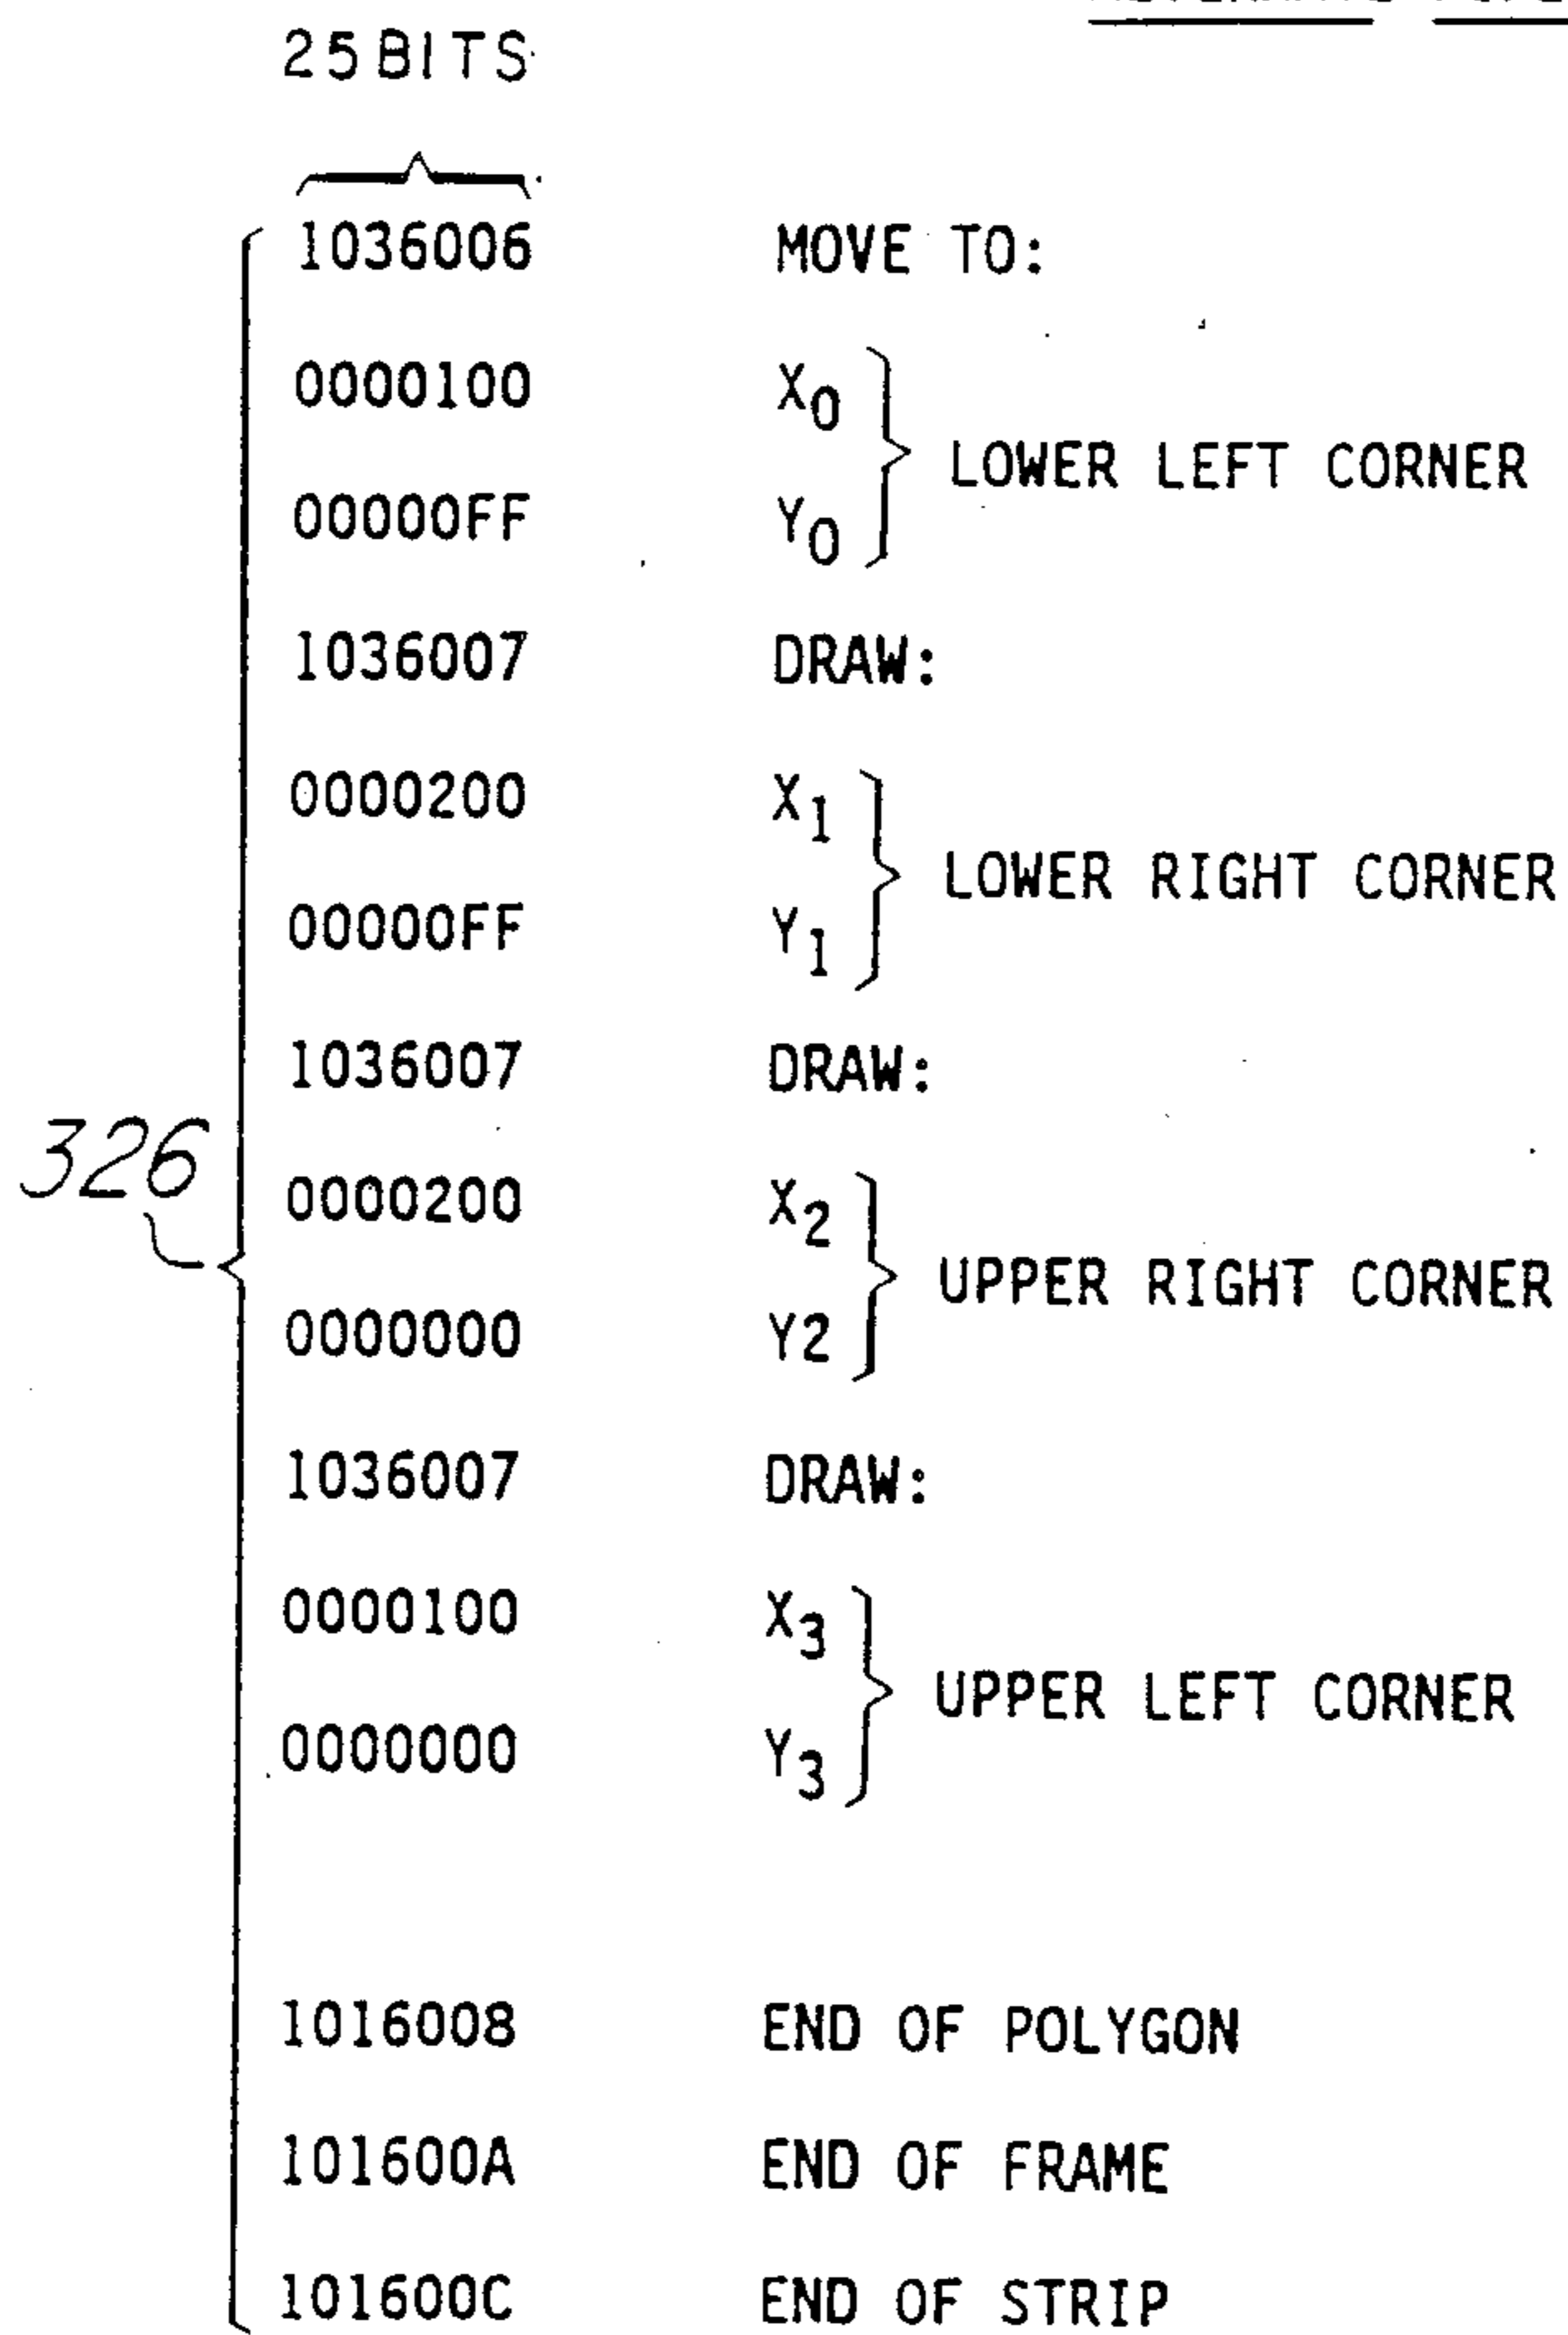 25 BITS
1036006 MOVE TO:
0000100 X0
LOWER LEFT CORNER
00000FF Y0
1036007 DRAW:
0000200 X1
LOWER RIGHT CORNER
00000FF Y1
1036007 DRAW:
326
0000200 X2
UPPER RIGHT CORNER
0000000 Y2
1036007 DRAW:
0000100 X3
UPPER LEFT CORNER
0000000 Y3
1016008 END OF POLYGON
101600A END OF FRAME
101600C END OF STRIP